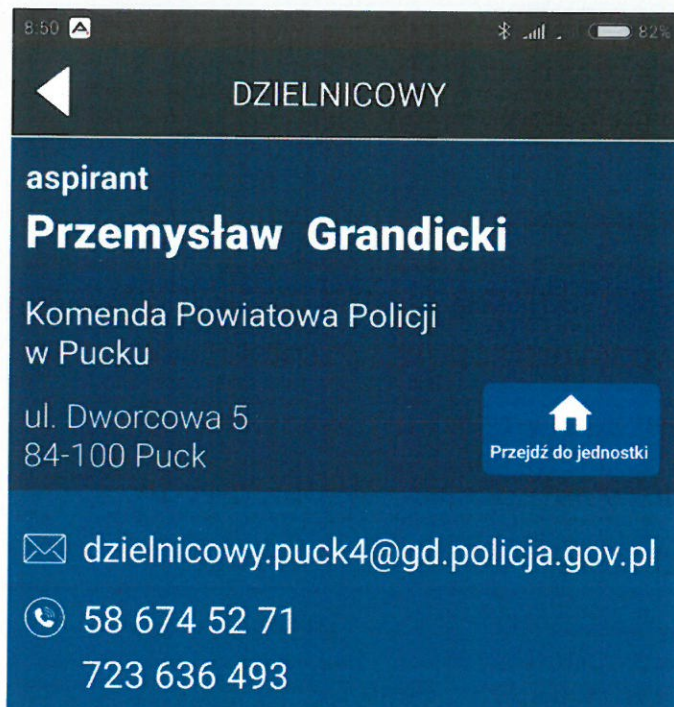 8:50 A
82%
DZIELNICOWY
aspirant
Przemysław Grandicki
Komenda Powiatowa Policji
w Pucku
ul. Dworcowa 5
84-100 Puck
Przejdź do jednostki
dzielnicowy.puck4@gd.policja.gov.pl
58 674 52 71
723 636 493